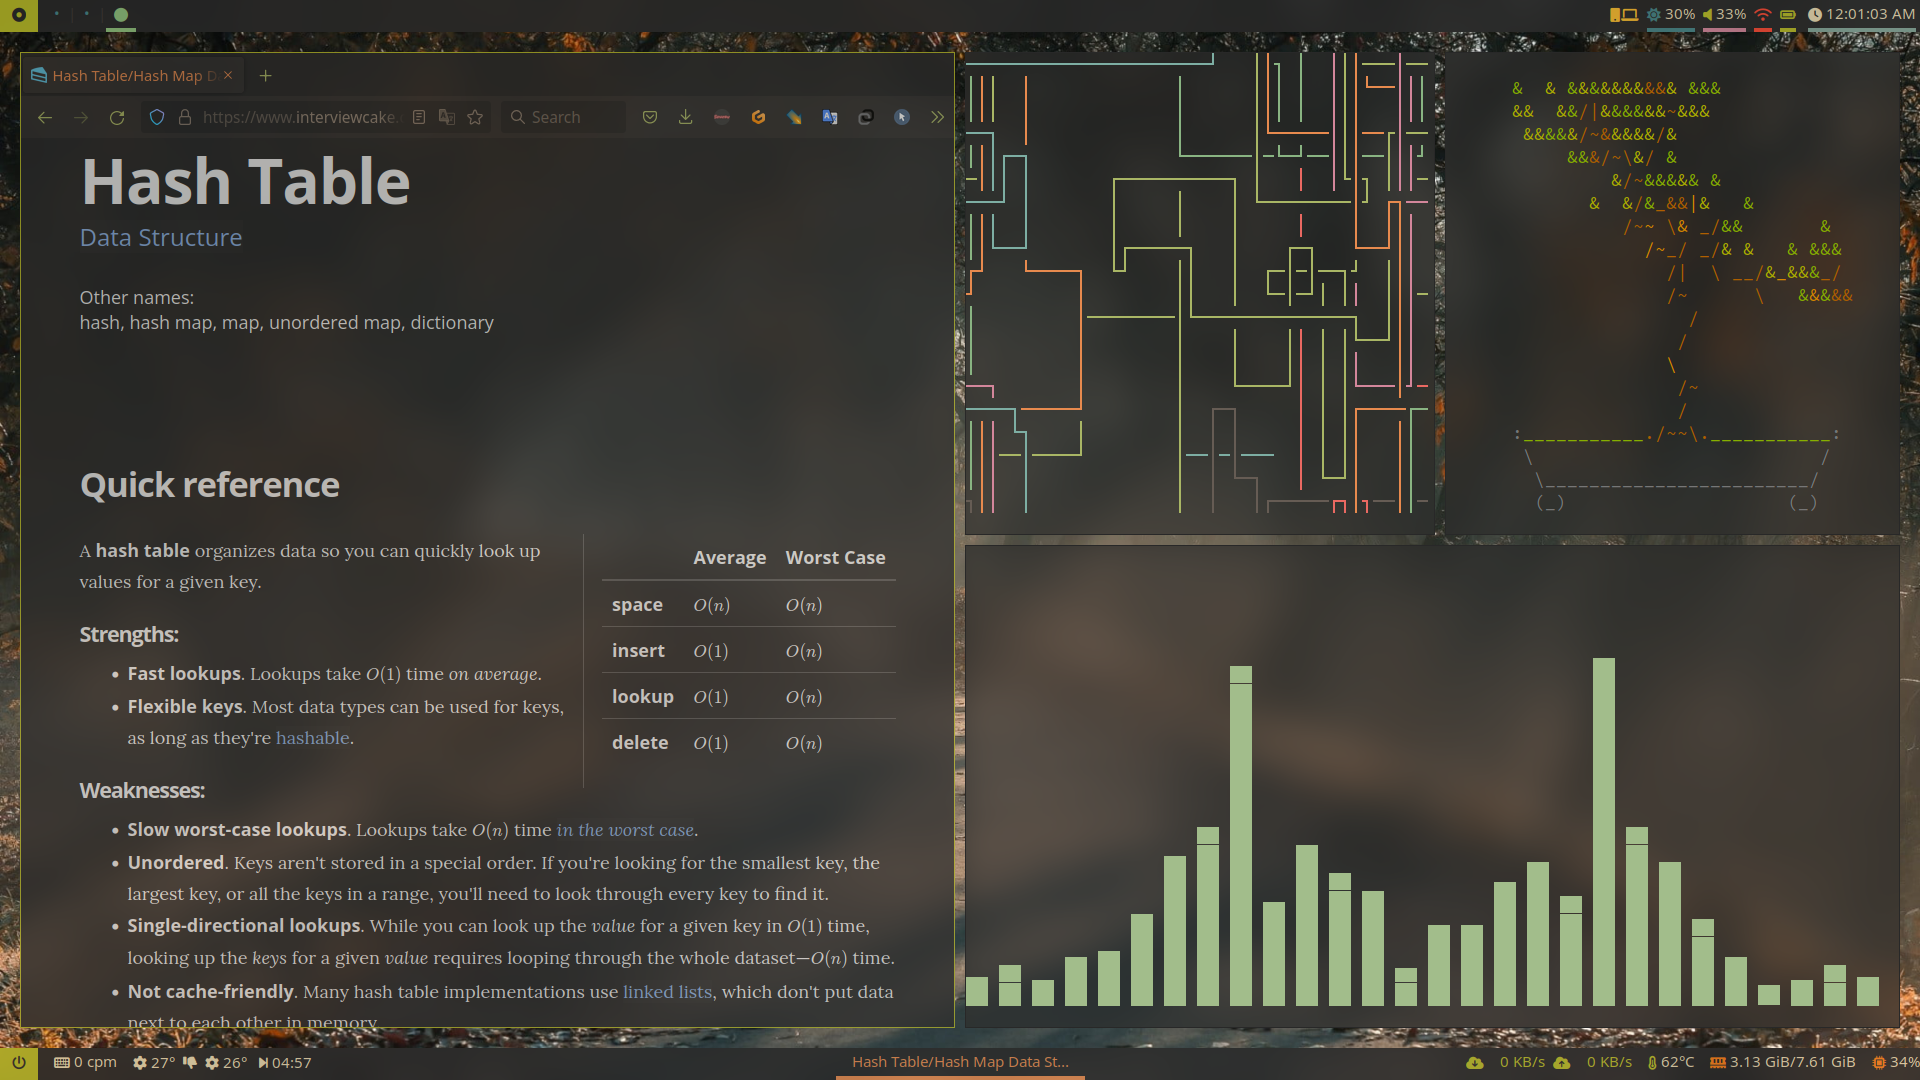 30% 33% 12:01:03 AM
Hash Table/Hash Map D
https://www.interviewcake.
Search
Hash Table
Data Structure
Other names:
hash, hash map, map, unordered map, dictionary
Quick reference
A hash table organizes data so you can quickly look up
values for a given key.
Strengths:
• Fast lookups. Lookups take O(1) time on average.
• Flexible keys. Most data types can be used for keys,
as long as they're hashable.
Average Worst Case
space O(n) O(n)
insert O(1) O(n)
lookup O(1) O(n)
delete O(1) O(n)
Weaknesses:
• Slow worst-case lookups. Lookups take O(n) time in the worst case.
• Unordered. Keys aren't stored in a special order. If you're looking for the smallest key, the
largest key, or all the keys in a range, you'll need to look through every key to find it.
• Single-directional lookups. While you can look up the value for a given key in O(1) time,
looking up the keys for a given value requires looping through the whole dataset—O(n) time.
• Not cache-friendly. Many hash table implementations use linked lists, which don't put data
next to each other in memory
& & &&&&&&&&&& &&&
&& &&/|&&&&&&~&&&
&&&&&/~&&&&&/&
&&&/~\&/ &
&/~&&&&& &
& &/&_&&|& &
/~~ \& _/&& &
/~_/ _/& & & &&&
/| \ __/&_&&&_/
/~ \ &&&&&
/
/
\
/~
/
:___________./~~\.___________:
\ /
\________________________/
(_) (_)
0 cpm 27° 26° 04:57
Hash Table/Hash Map Data St...
0 KB/s 0 KB/s 62°C 3.13 GiB/7.61 GiB 34%